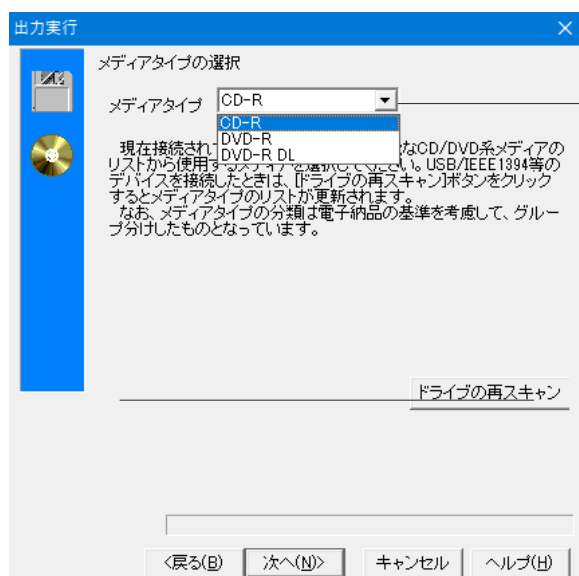 出力実行
メディアタイプの選択
メディアタイプ CD-R
CD-R
DVD-R
DVD-R DL
現在接続され なCD/DVD系メディアの
リストから使用する を選択してください。USB/IEEE1394等の
デバイスを接続したときは、[ドライブの再スキャン]ボタンをクリック
するとメディアタイプのリストが更新されます。
なお、メディアタイプの分類は電子納品の基準を考慮して、グルー
プ分けしたものとなっています。
ドライブの再スキャン
<戻る(B) 次へ(N)> キャンセル ヘルプ(H)